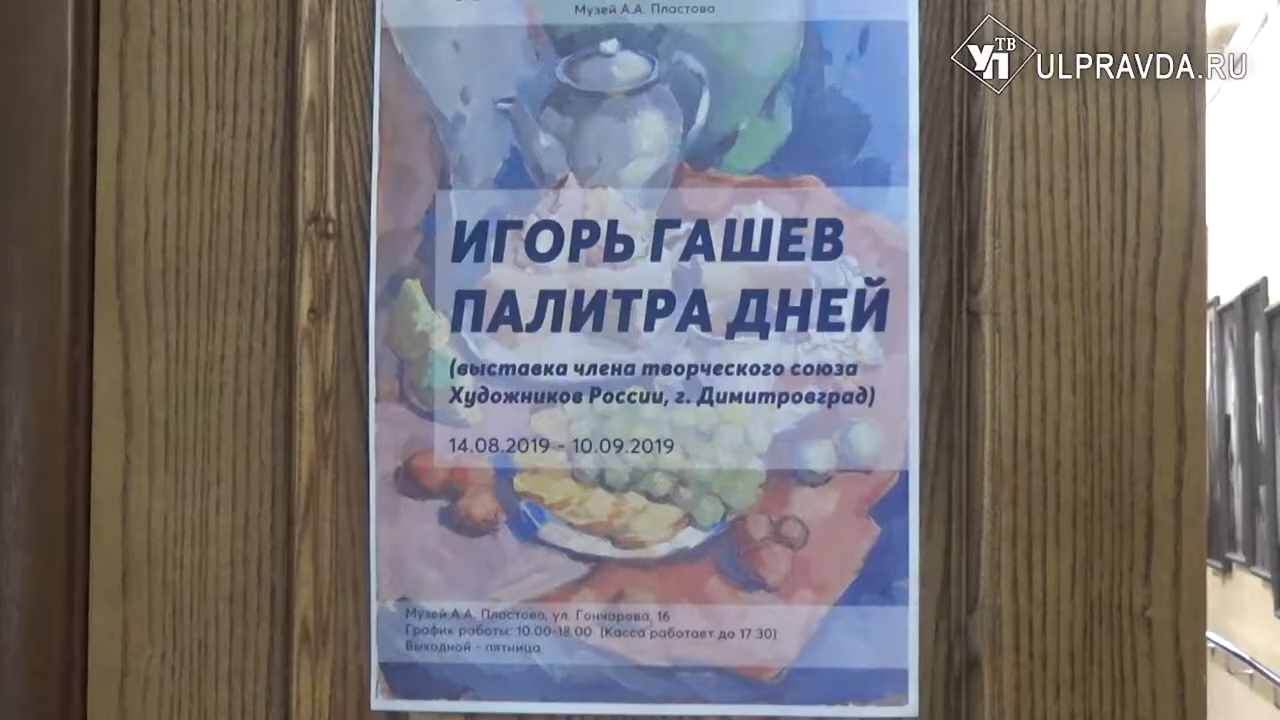 Музей А.А. Пластова
ТВ
УП
ULPRAVDA.RU
ИГОРЬ ГАШЕВ
ПАЛИТРА ДНЕЙ
(выставка члена творческого союза
Художников России, г. Димитровград)
14.08.2019 - 10.09.2019
Музей А.А. Пластова, ул. Гончарова, 16
График работы: 10.00-18.00 (Касса работает до 17 30)
Выходной - пятница